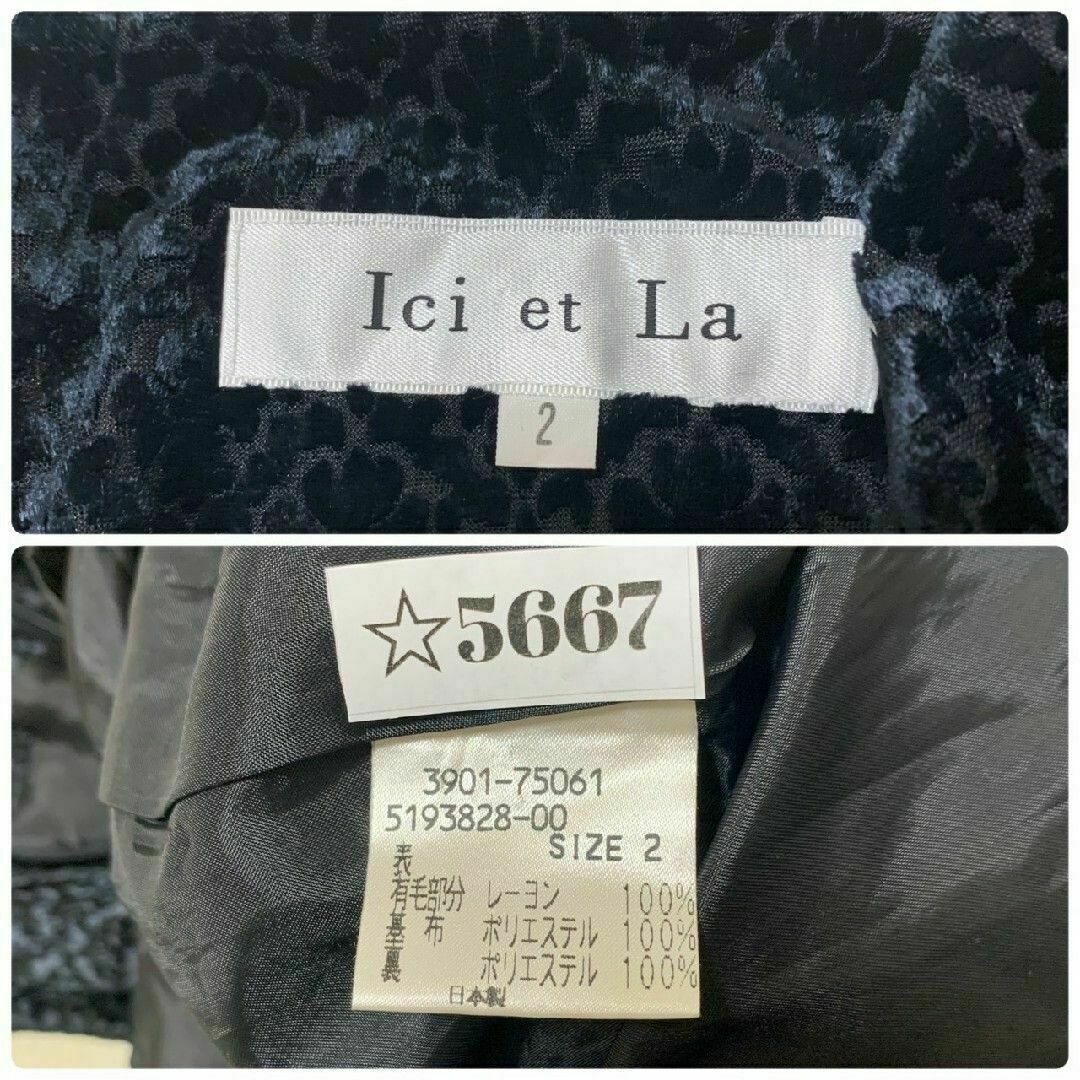 Ici et La
2
☆5667
3901-75061
5193828-00
SIZE 2
表
有毛部分 レーヨン 100%
基布 ポリエステル 100%
裏 ポリエステル 100%
日本製